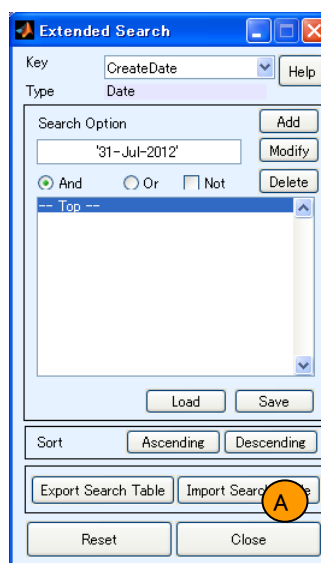 Extended Search
Key CreateDate Help
Type Date
Search Option Add
'31-Jul-2012' Modify
And Or Not Delete
-- Top --
Load Save
Sort Ascending Descending
Export Search Table Import Search
A
Reset Close